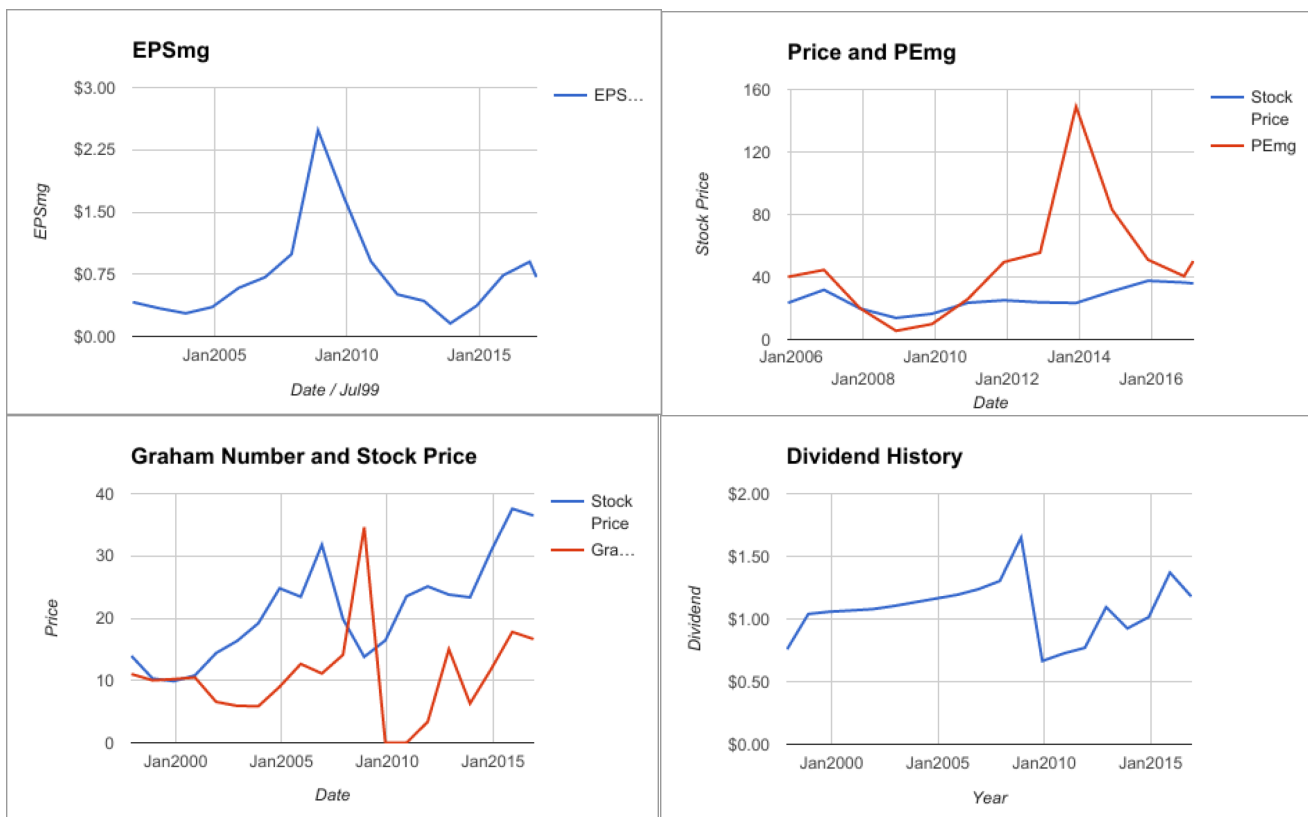 EPSmg
$3.00
$2.25
$1.50
$0.75
$0.00
EPSmg
Jan2005
Jan2010
Jan2015
Date / Jul99
EPS…
Price and PEmg
160
120
80
40
0
Stock Price
Jan2006
Jan2008
Jan2010
Jan2012
Jan2014
Jan2016
Date
Stock
Price
PEmg
Graham Number and Stock Price
40
30
20
10
0
Price
Jan2000
Jan2005
Jan2010
Jan2015
Date
Stock
Price
Gra…
Dividend History
$2.00
$1.50
$1.00
$0.50
$0.00
Dividend
Jan2000
Jan2005
Jan2010
Jan2015
Year